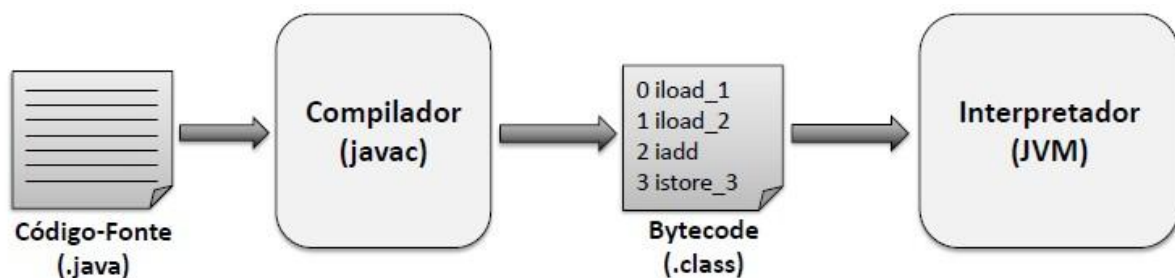 Código-Fonte
(.java)
Compilador
(javac)
0 iload_1
1 iload_2
2 iadd
3 istore_3
Bytecode
(.class)
Interpretador
(JVM)